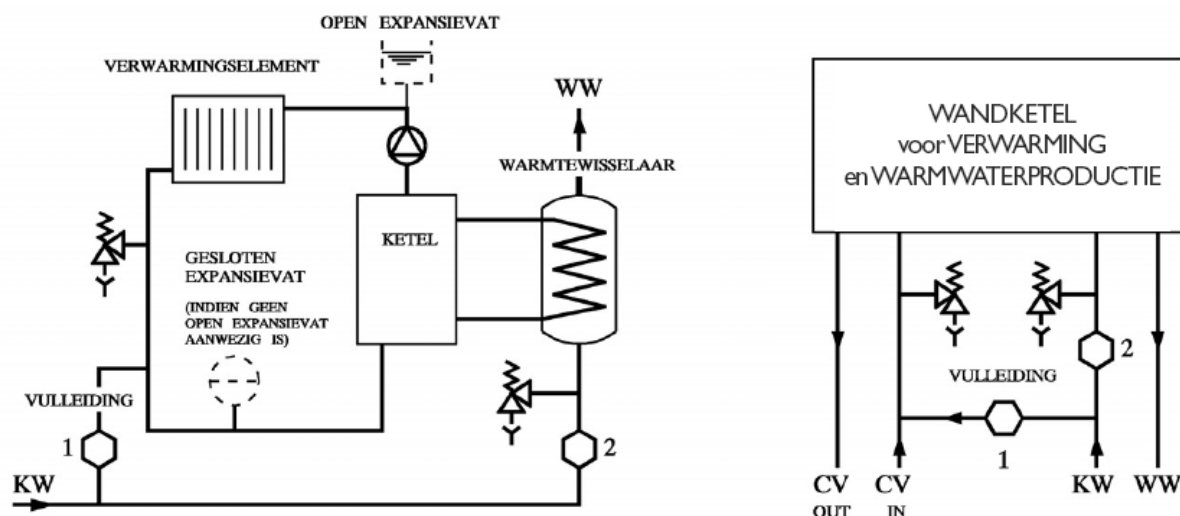 OPEN EXPANSIEVAT
VERWARMINGSELEMENT
WW
WARMTEWISSELAAR
KETEL
GESLOTEN
EXPANSIEVAT
(INDIEN GEEN
OPEN EXPANSIEVAT
AANWEZIG IS)
VULLEIDING
1
2
KW
WANDKETEL
voor VERWARMING
en WARMWATERPRODUCTIE
2
VULLEIDING
1
CV
OUT
CV
IN
KW
WW